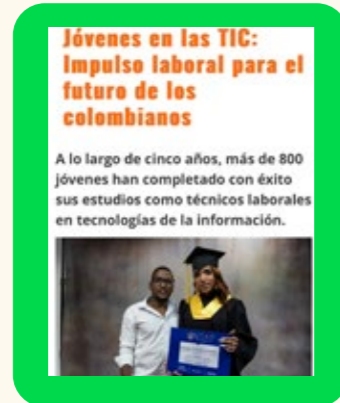 Jóvenes en las TIC:
Impulso laboral para el
futuro de los
colombianos
A lo largo de cinco años, más de 800
jóvenes han completado con éxito
sus estudios como técnicos laborales
en tecnologías de la información.